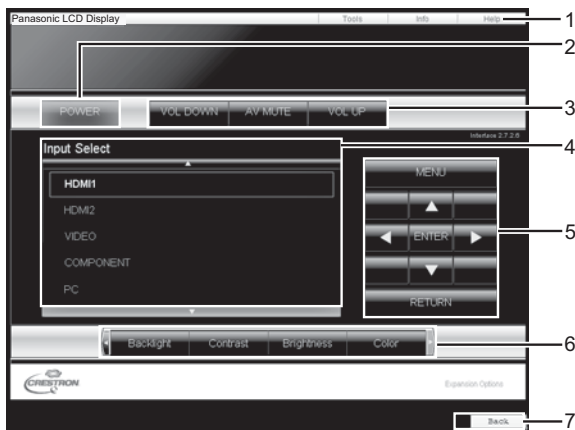 Panasonic LCD Display Tools Info Help
1
2
POWER VOL DOWN AV MUTE VOL UP
3
Interface 2.7.2.8
Input Select
4
MENU
HDMI1
HDMI2
VIDEO
ENTER
5
COMPONENT
PC
RETURN
Backlight Contrast Brightness Color
6
CRESTRON
Expansion Options
Back
7